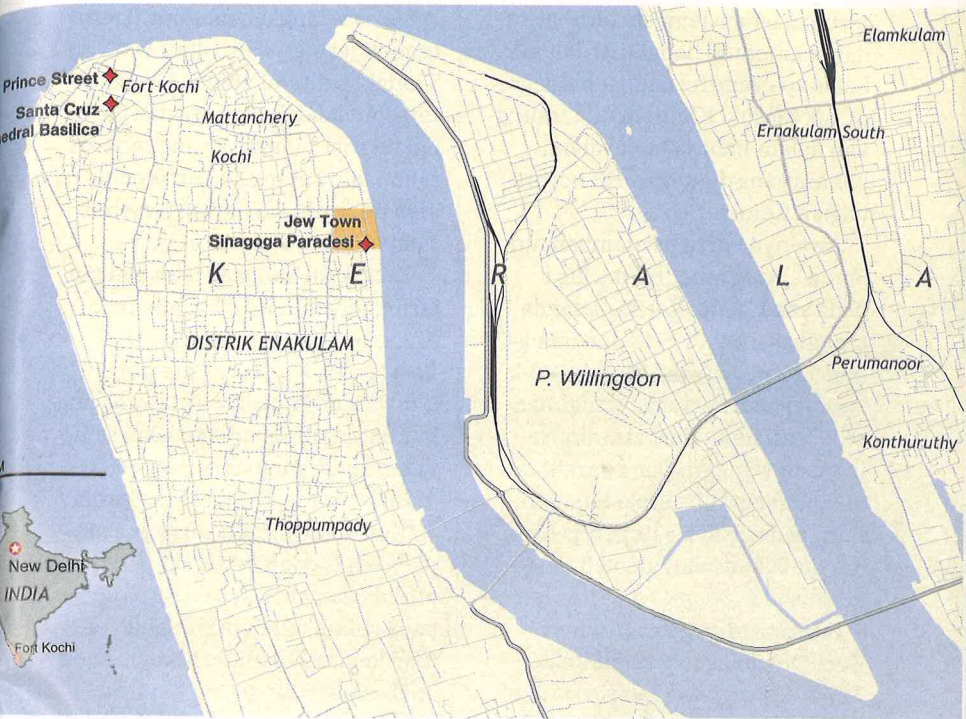 Elamkulam
Prince Street
Fort Kochi
Santa Cruz
Basilica
Mattanchery
Ernakulam South
Kochi
Jew Town
Sinagoga Paradesi
K E R A L A
DISTRIK ENAKULAM
P. Willingdon
Perumanoor
Konthuruthy
Thoppumpady
New Delhi
INDIA
Fort Kochi